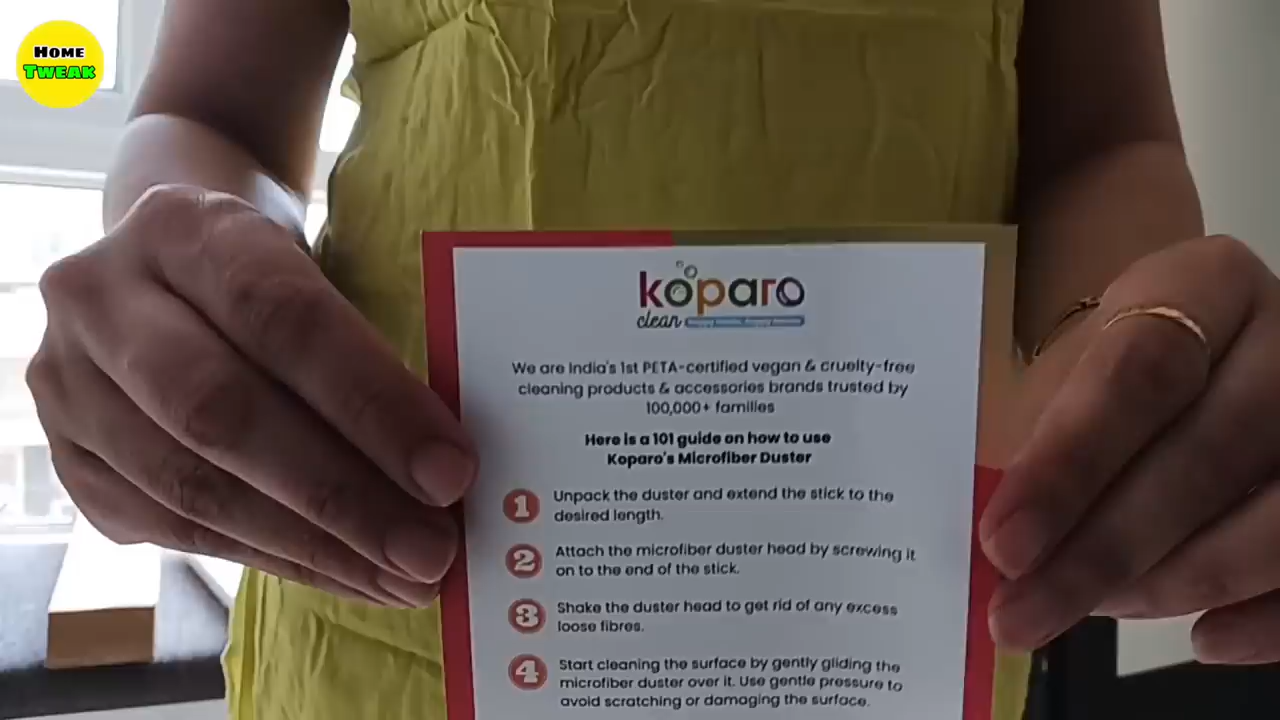 HOME
TWEAK
koparo
clean
We are India's 1st PETA-certified vegan & cruelty-free
cleaning products & accessories brands trusted by
100,000+ families
Here is a 101 guide on how to use
Koparo's Microfiber Duster
1 Unpack the duster and extend the stick to the
desired length.
2 Attach the microfiber duster head by screwing it
on to the end of the stick.
3 Shake the duster head to get rid of any excess
loose fibres.
4 Start cleaning the surface by gently gliding the
microfiber duster over it. Use gentle pressure to
avoid scratching or damaging the surface.